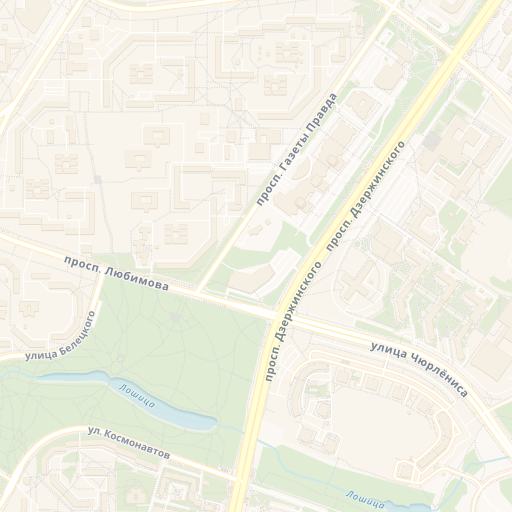 просп. Газеты Правда
просп. Дзержинского
просп. Любимова
просп. Дзержинского
улица Белецкого
улица Чюрлёниса
Лошица
ул. Космонавтов
Лошица